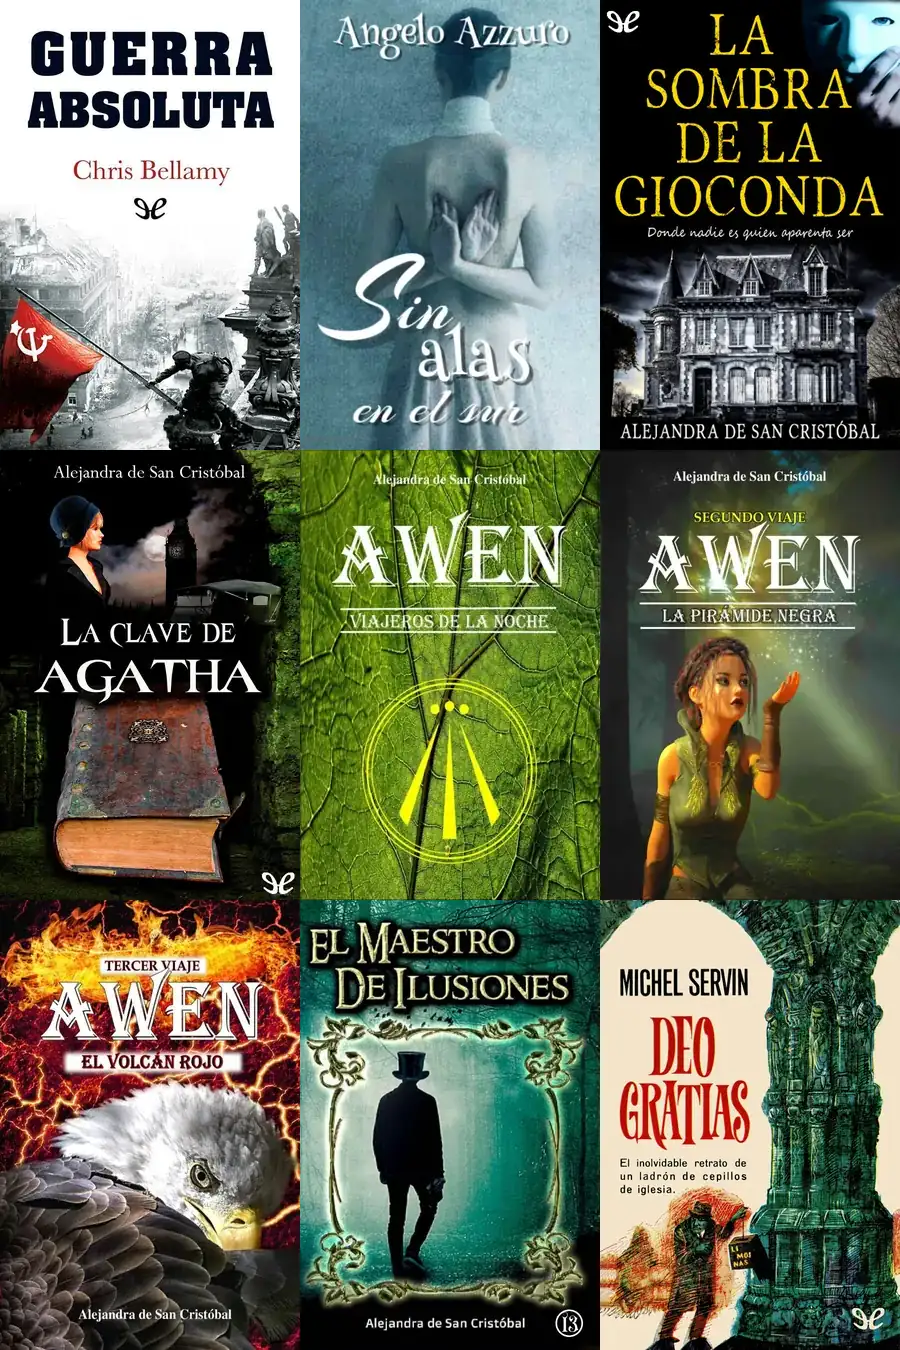 GUERRA
ABSOLUTA
Chris Bellamy
Angelo Azzuro
Sin
alas
en el sur
LA
SOMBRA
DE LA
GIOCONDA
Donde nadie es quien aparenta ser
ALEJANDRA DE SAN CRISTÓBAL
Alejandra de San Cristóbal
LA CLAVE DE
AGATHA
Alejandra de San Cristóbal
AWEN
VIAJEROS DE LA NOCHE
Alejandra de San Cristóbal
SEGUNDO VIAJE
AWEN
LA PIRÁMIDE NEGRA
TERCER VIAJE
AWEN
EL VOLCÁN ROJO
Alejandra de San Cristóbal
EL MAESTRO
DE ILUSIONES
Alejandra de San Cristóbal
13
MICHEL SERVIN
DEO
GRATIAS
El inolvidable retrato de
un ladrón de cepillos
de iglesia.
LI
MOS
NAS